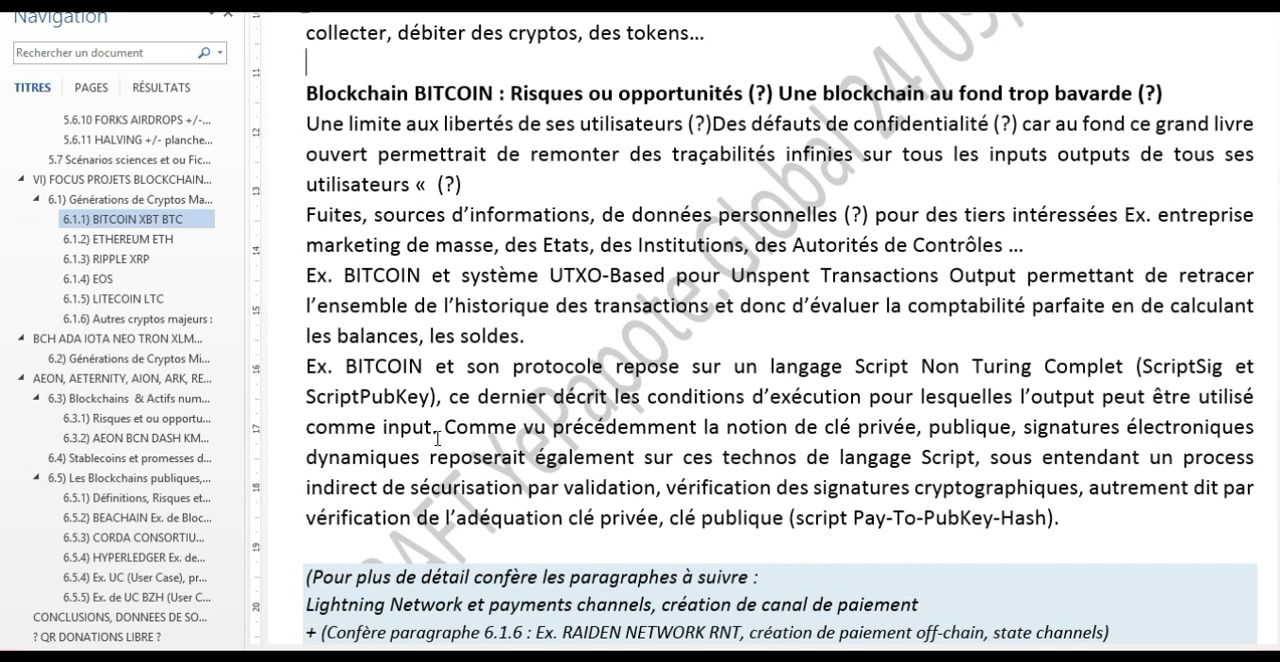 Navigation
Rechercher un document
TITRES PAGES RÉSULTATS
5.6.10 FORKS AIRDROPS +/-...
5.6.11 HALVING +/- planche...
5.7 Scénarios sciences et ou Fic...
VI) FOCUS PROJETS BLOCKCHAIN...
6.1) Générations de Cryptos Ma...
6.1.1) BITCOIN XBT BTC
6.1.2) ETHEREUM ETH
6.1.3) RIPPLE XRP
6.1.4) EOS
6.1.5) LITECOIN LTC
6.1.6) Autres cryptos majeurs :
BCH ADA IOTA NEO TRON XLM...
6.2) Générations de Cryptos Mi...
AEON, AETERNITY, AION, ARK, RE...
6.3) Blockchains & Actifs num...
6.3.1) Risques et ou opportu...
6.3.2) AEON BCN DASH KM...
6.4) Stablecoins et promesses d...
6.5) Les Blockchains publiques,...
6.5.1) Définitions, Risques et...
6.5.2) BEACHAIN Ex. de Bloc...
6.5.3) CORDA CONSORTIU...
6.5.4) HYPERLEDGER Ex. de...
6.5.4) Ex. UC (User Case), pr...
6.5.5) Ex. de UC BZH (User C...
CONCLUSIONS, DONNEES DE SO...
? QR DONATIONS LIBRE ?
11
12
13
14
15
16
17
18
19
20
collecter, débiter des cryptos, des tokens...
Blockchain BITCOIN : Risques ou opportunités (?) Une blockchain au fond trop bavarde (?)
Une limite aux libertés de ses utilisateurs (?)Des défauts de confidentialité (?) car au fond ce grand livre
ouvert permettrait de remonter des traçabilités infinies sur tous les inputs outputs de tous ses
utilisateurs « (?)
Fuites, sources d’informations, de données personnelles (?) pour des tiers intéressées Ex. entreprise
marketing de masse, des Etats, des Institutions, des Autorités de Contrôles ...
Ex. BITCOIN et système UTXO-Based pour Unspent Transactions Output permettant de retracer
l’ensemble de l’historique des transactions et donc d’évaluer la comptabilité parfaite en de calculant
les balances, les soldes.
Ex. BITCOIN et son protocole repose sur un langage Script Non Turing Complet (ScriptSig et
ScriptPubKey), ce dernier décrit les conditions d’exécution pour lesquelles l’output peut être utilisé
comme input. Comme vu précédemment la notion de clé privée, publique, signatures électroniques
dynamiques reposerait également sur ces technos de langage Script, sous entendant un process
indirect de sécurisation par validation, vérification des signatures cryptographiques, autrement dit par
vérification de l’adéquation clé privée, clé publique (script Pay-To-PubKey-Hash).
(Pour plus de détail confère les paragraphes à suivre :
Lightning Network et payments channels, création de canal de paiement
+ (Confère paragraphe 6.1.6 : Ex. RAIDEN NETWORK RNT, création de paiement off-chain, state channels)